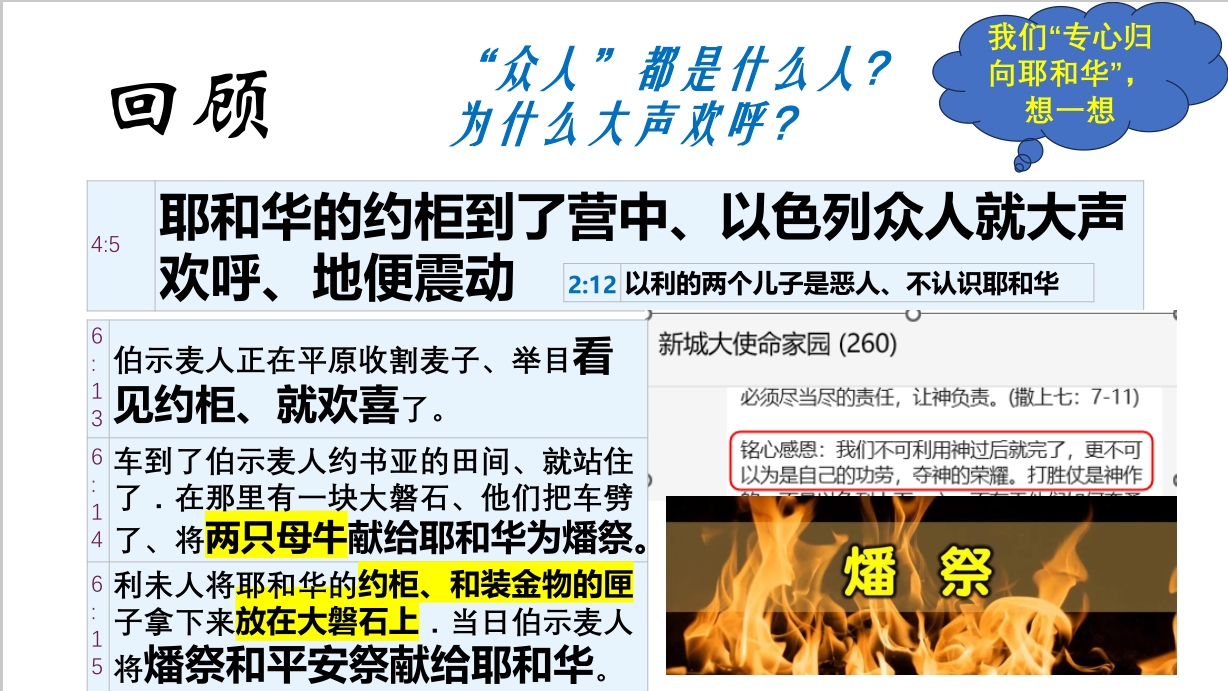 回顾
“众人”都是什么人？
为什么大声欢呼？
我们“专心归
向耶和华”，
想一想
4:5
耶和华的约柜到了营中、以色列众人就大声
欢呼、地便震动
2:12 以利的两个儿子是恶人、不认识耶和华
6:13
伯示麦人正在平原收割麦子、举目看
见约柜、就欢喜了。
6:14
车到了伯示麦人约书亚的田间、就站住
了．在那里有一块大磐石、他们把车劈
了、将两只母牛献给耶和华为燔祭。
6:15
利未人将耶和华的约柜、和装金物的匣
子拿下来放在大磐石上．当日伯示麦人
将燔祭和平安祭献给耶和华。
新城大使命家园 (260)
必须尽当尽的责任，让神负责。(撒上七：7-11)
铭心感恩：我们不可利用神过后就完了，更不可
以为是自己的功劳，夺神的荣耀。打胜仗是神作
燔 祭